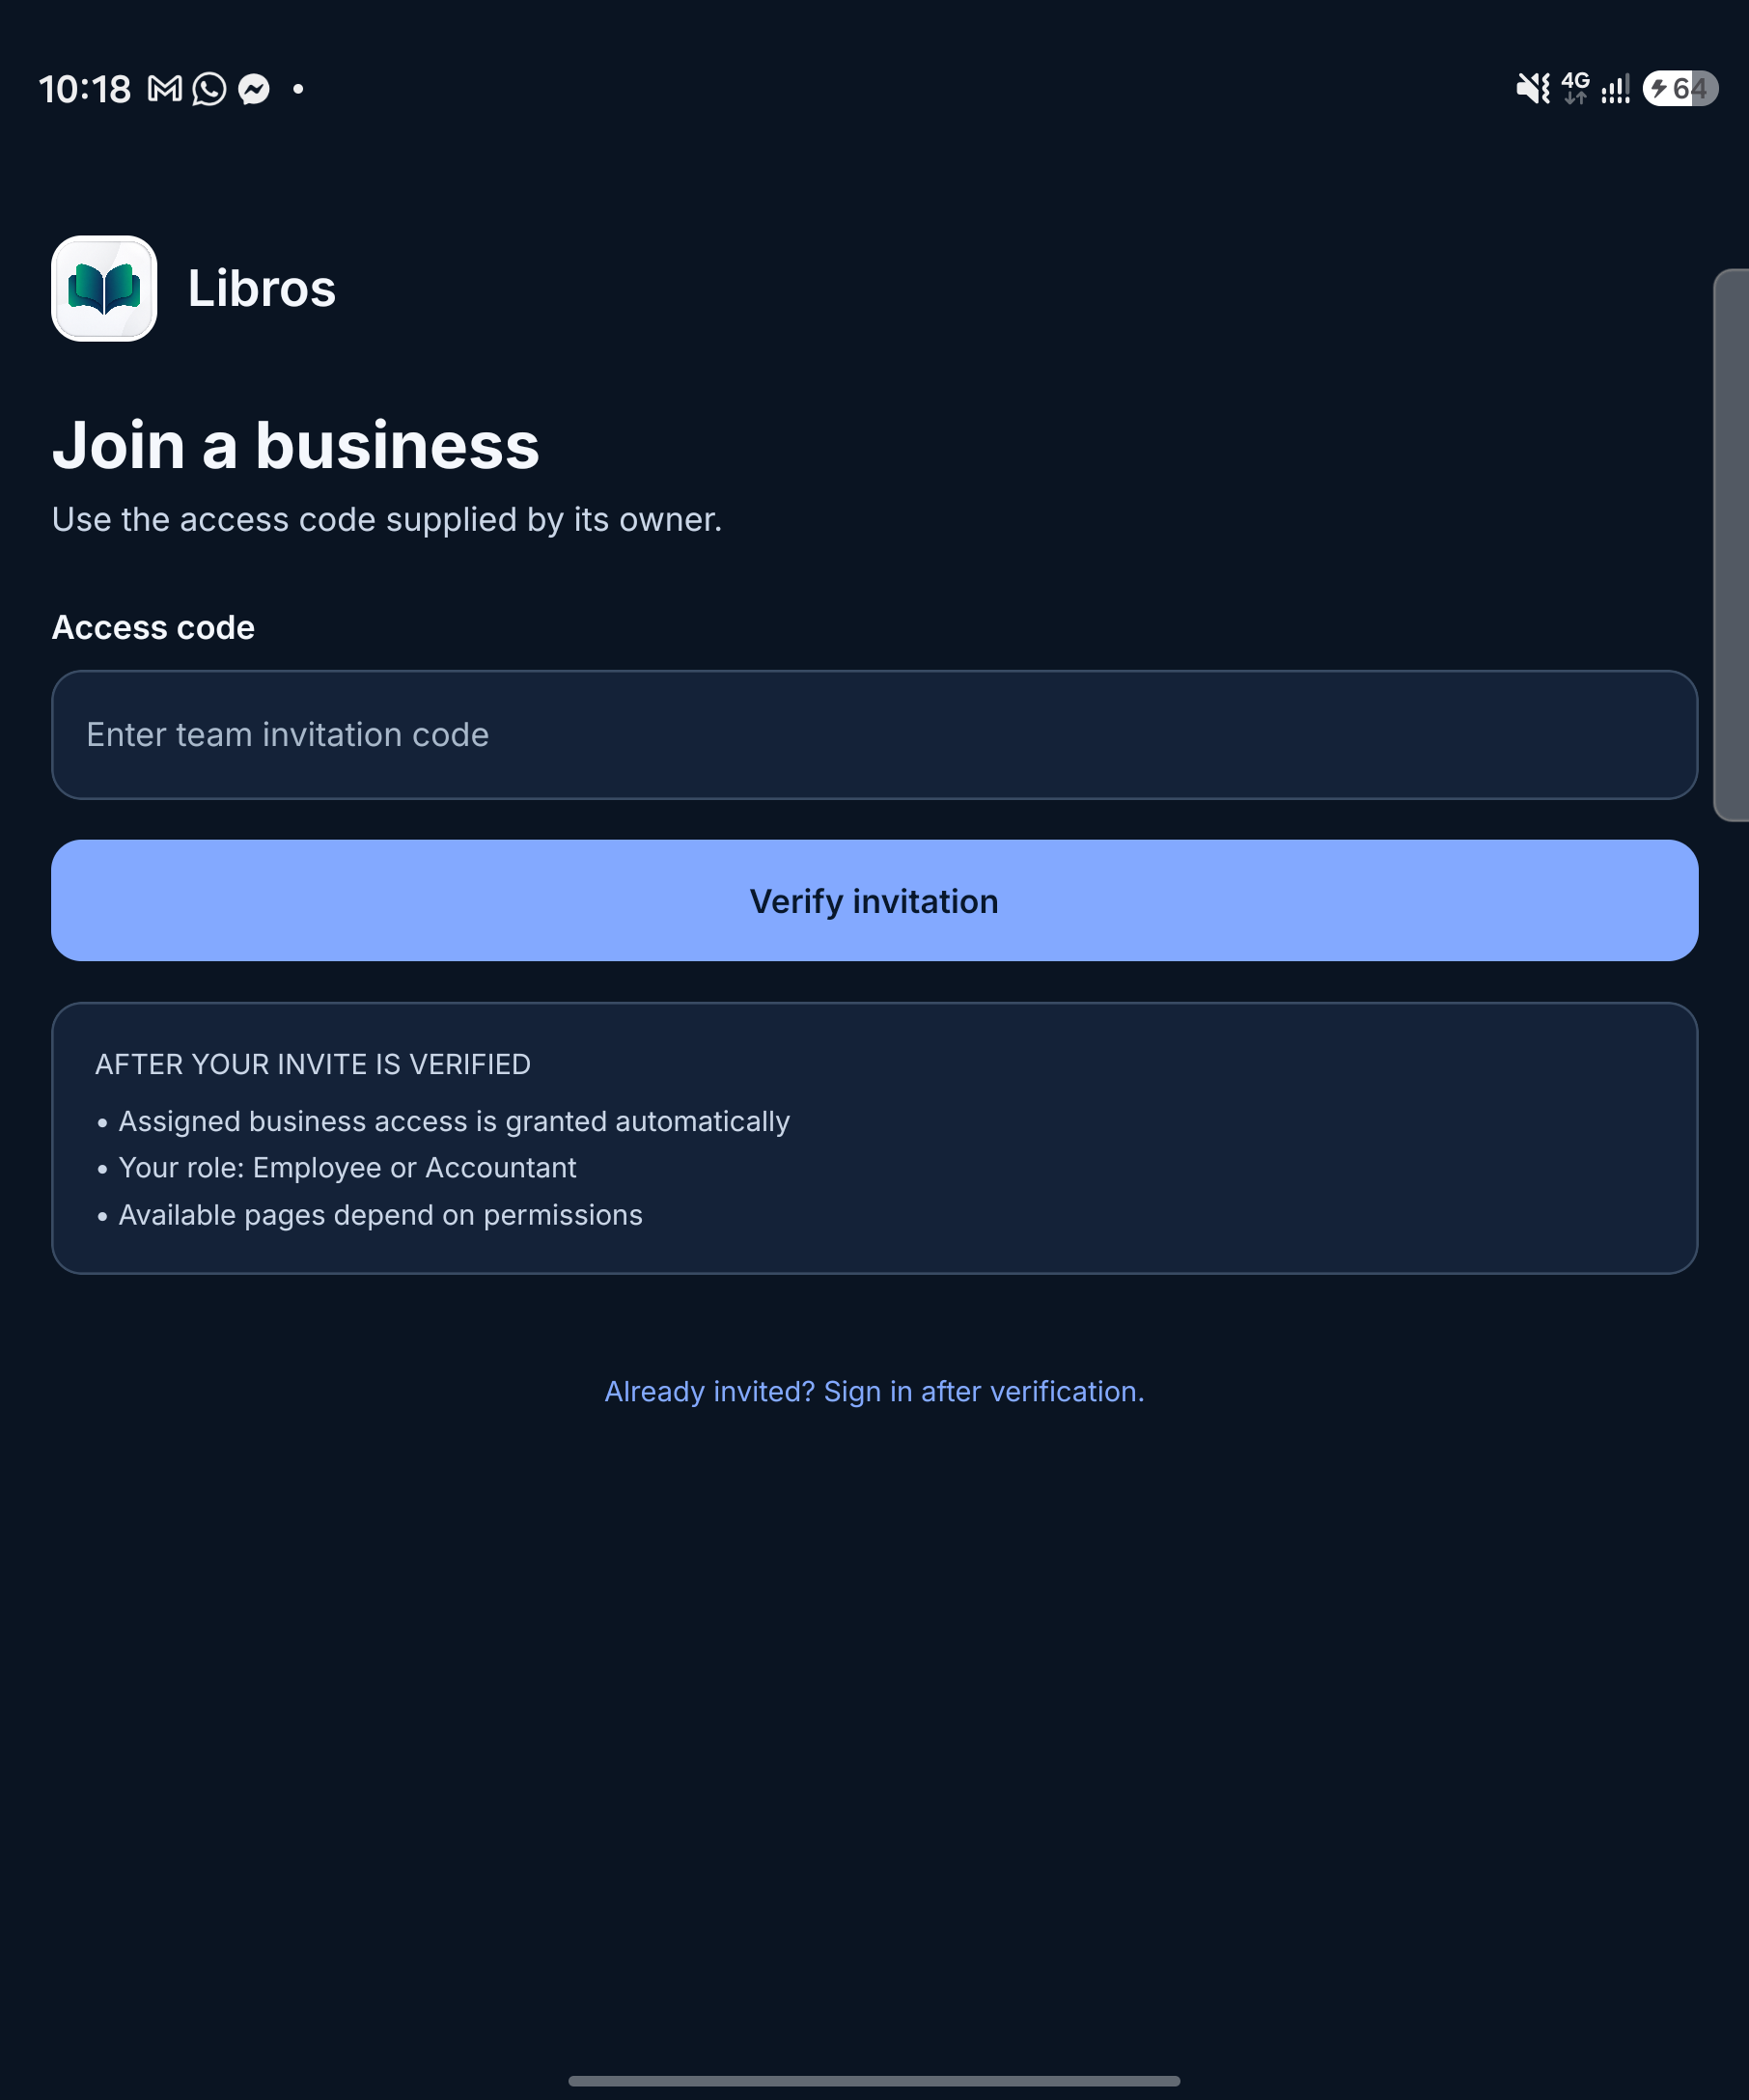 10:18
4G
64
Libros
Join a business
Use the access code supplied by its owner.
Access code
Enter team invitation code
Verify invitation
AFTER YOUR INVITE IS VERIFIED
• Assigned business access is granted automatically
• Your role: Employee or Accountant
• Available pages depend on permissions
Already invited? Sign in after verification.